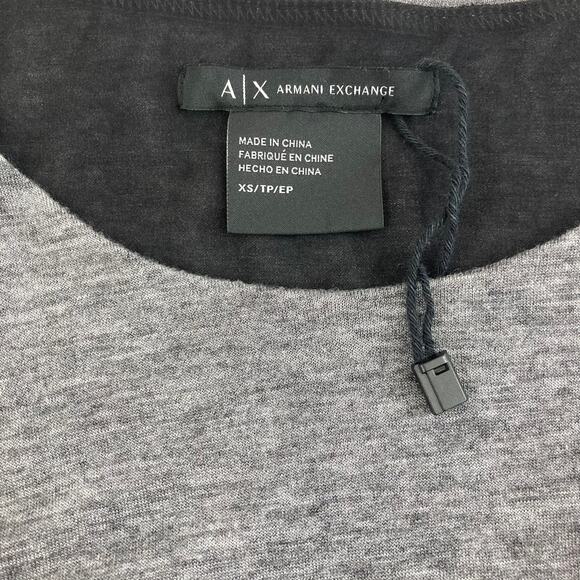 A|X ARMANI EXCHANGE
MADE IN CHINA
FABRIQUÉ EN CHINE
HECHO EN CHINA
XS/TP/EP